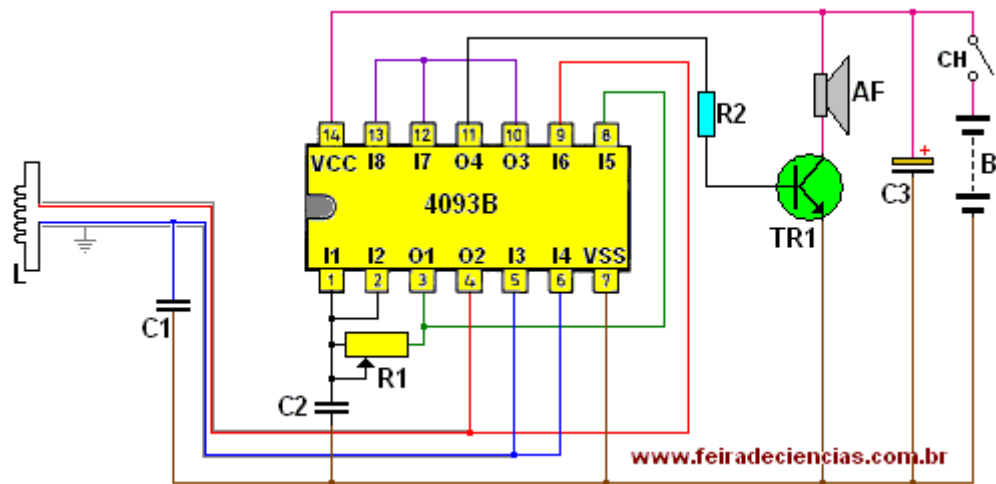 CH
AF
R2
14 13 12 11 10 9 8
VCC I8 I7 O4 O3 I6 I5
B
4093B
C3
+
TR1
L
I1 I2 O1 O2 I3 I4 VSS
1 2 3 4 5 6 7
C1
R1
C2
www.feiradeciencias.com.br